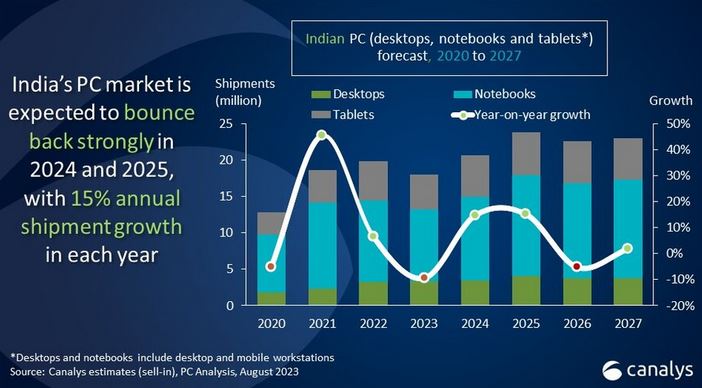 Indian PC (desktops, notebooks and tablets*)
forecast, 2020 to 2027
India's PC market is
expected to bounce
back strongly in
2024 and 2025,
with 15% annual
shipment growth
in each year
Shipments
(million)
Desktops
Notebooks
Tablets
Year-on-year growth
Growth
25
20
15
10
5
0
50%
40%
30%
20%
10%
0%
-10%
-20%
2020 2021 2022 2023 2024 2025 2026 2027
*Desktops and notebooks include desktop and mobile workstations
Source: Canalys estimates (sell-in), PC Analysis, August 2023
canalys